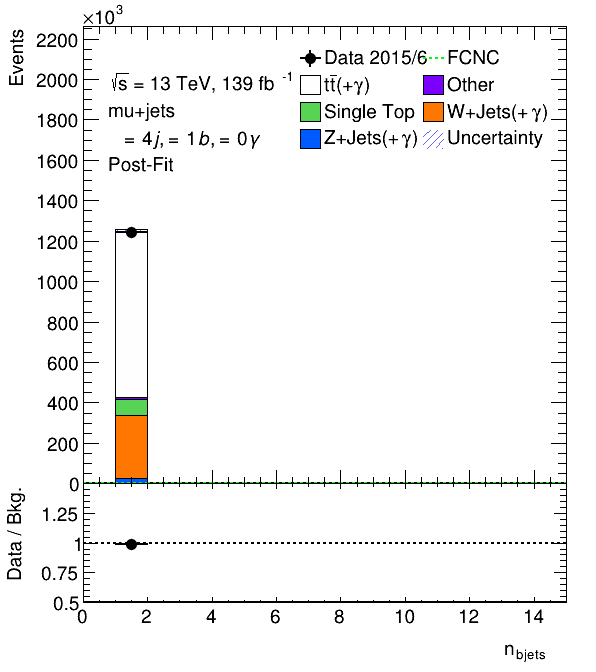 ×10³
Events
2200
2000
1800
1600
1400
1200
1000
800
600
400
200
0
√s = 13 TeV, 139 fb⁻¹
mu+jets
= 4j, = 1b, = 0γ
Post-Fit
Data 2015/6
FCNC
tt̄(+γ)
Other
Single Top
W+Jets(+γ)
Z+Jets(+γ)
Uncertainty
Data / Bkg.
1.25
1
0.75
0.5
0 2 4 6 8 10 12 14
n_bjets